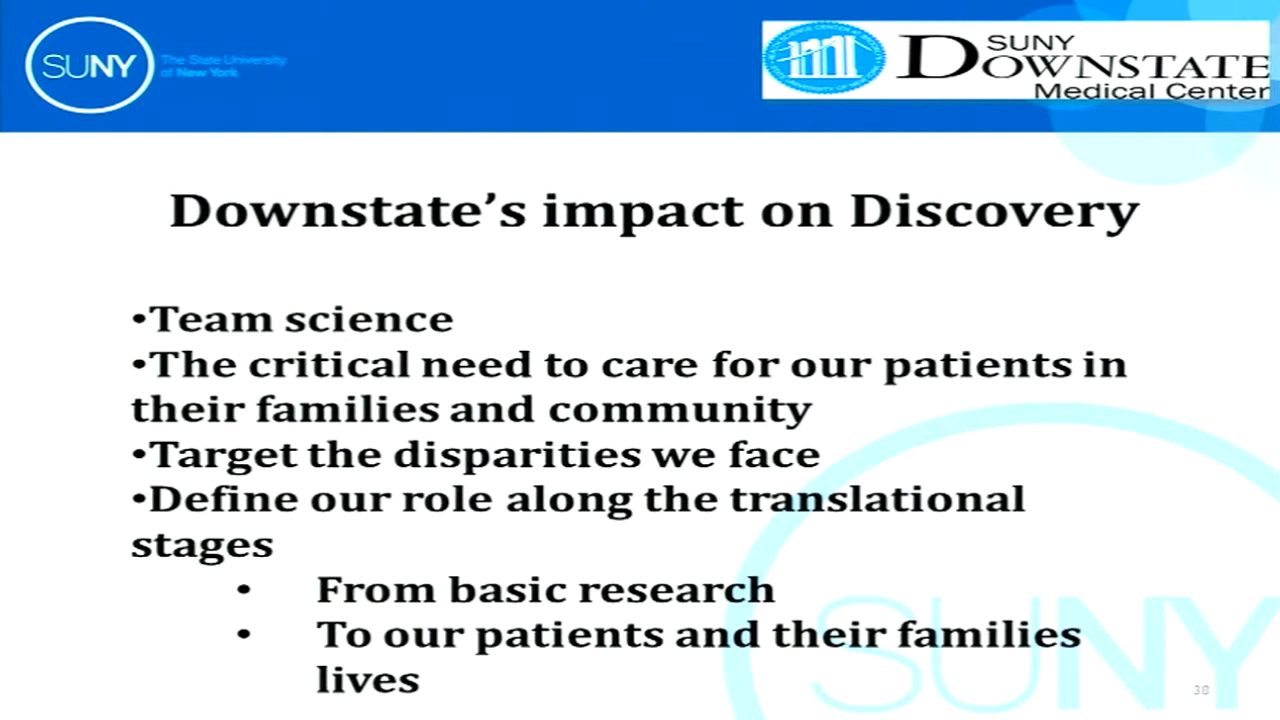 SUNY
The State University
of New York
SUNY
DOWNSTATE
Medical Center
Downstate's impact on Discovery
•Team science
•The critical need to care for our patients in
their families and community
•Target the disparities we face
•Define our role along the translational
stages
• From basic research
• To our patients and their families
lives
SUNY